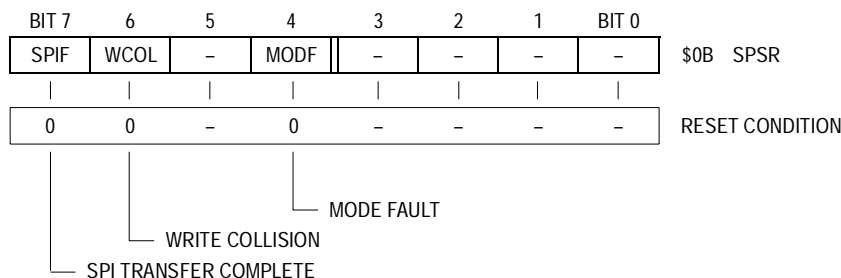 BIT 7 6 5 4 3 2 1 BIT 0
SPIF WCOL – MODF – – – – $0B SPSR
0 0 – 0 – – – – RESET CONDITION
MODE FAULT
WRITE COLLISION
SPI TRANSFER COMPLETE